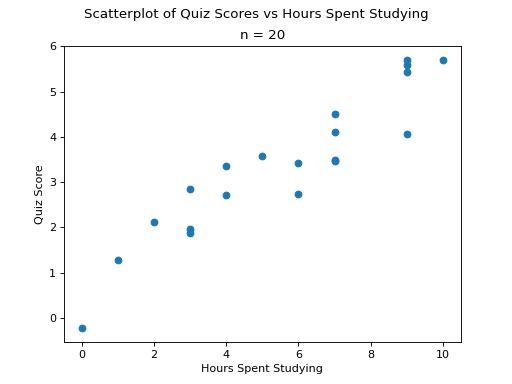 Scatterplot of Quiz Scores vs Hours Spent Studying
n = 20
6
5
4
3
2
1
0
Quiz Score
0 2 4 6 8 10
Hours Spent Studying